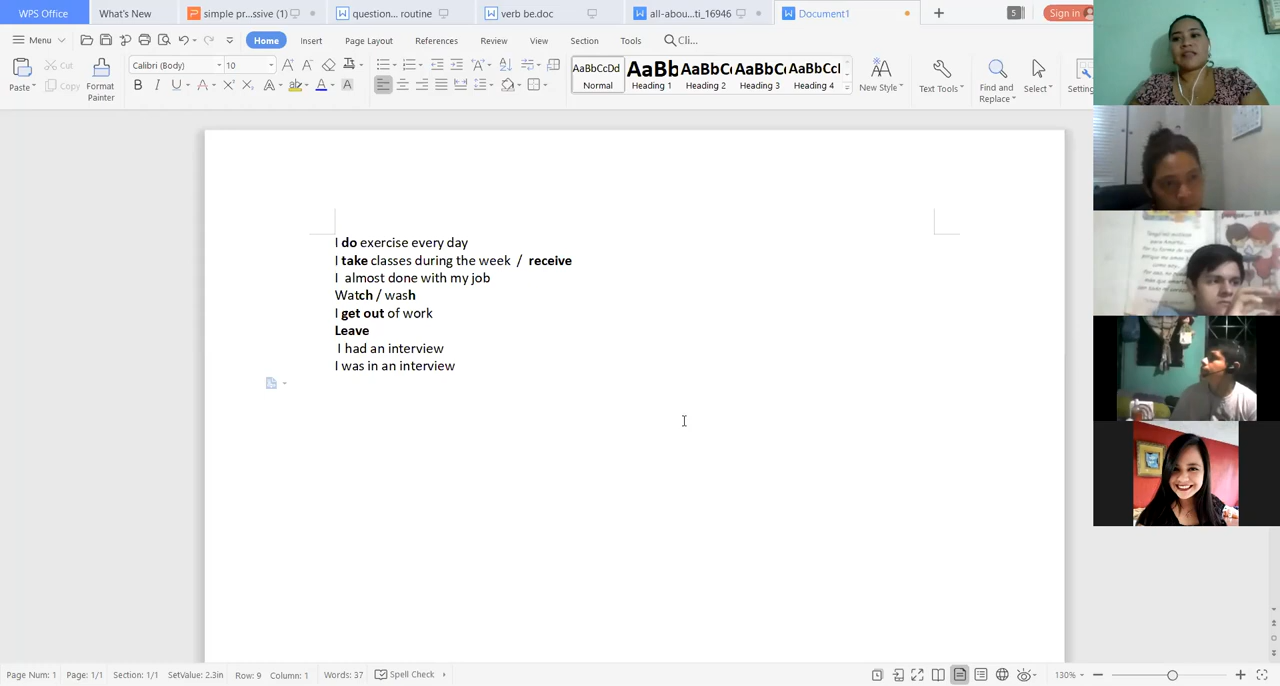 WPS Office What's New simple pr...ssive (1) question ... routine verb be.doc all-abou...ti_16946 Document1 5 Sign in
Menu Home Insert Page Layout References Review View Section Tools Cli...
Paste Cut Copy Format Painter Calibri (Body) 10 B I U A A A AaBbCcDd Normal AaBb Heading 1 AaBbC Heading 2 AaBbC Heading 3 AaBbCcI Heading 4 New Style Text Tools Find and Replace Select Setting
I do exercise every day
I take classes during the week / receive
I almost done with my job
Watch / wash
I get out of work
Leave
I had an interview
I was in an interview
Page Num: 1 Page: 1/1 Section: 1/1 SetValue: 2.3in Row: 9 Column: 1 Words: 37 Spell Check 130%